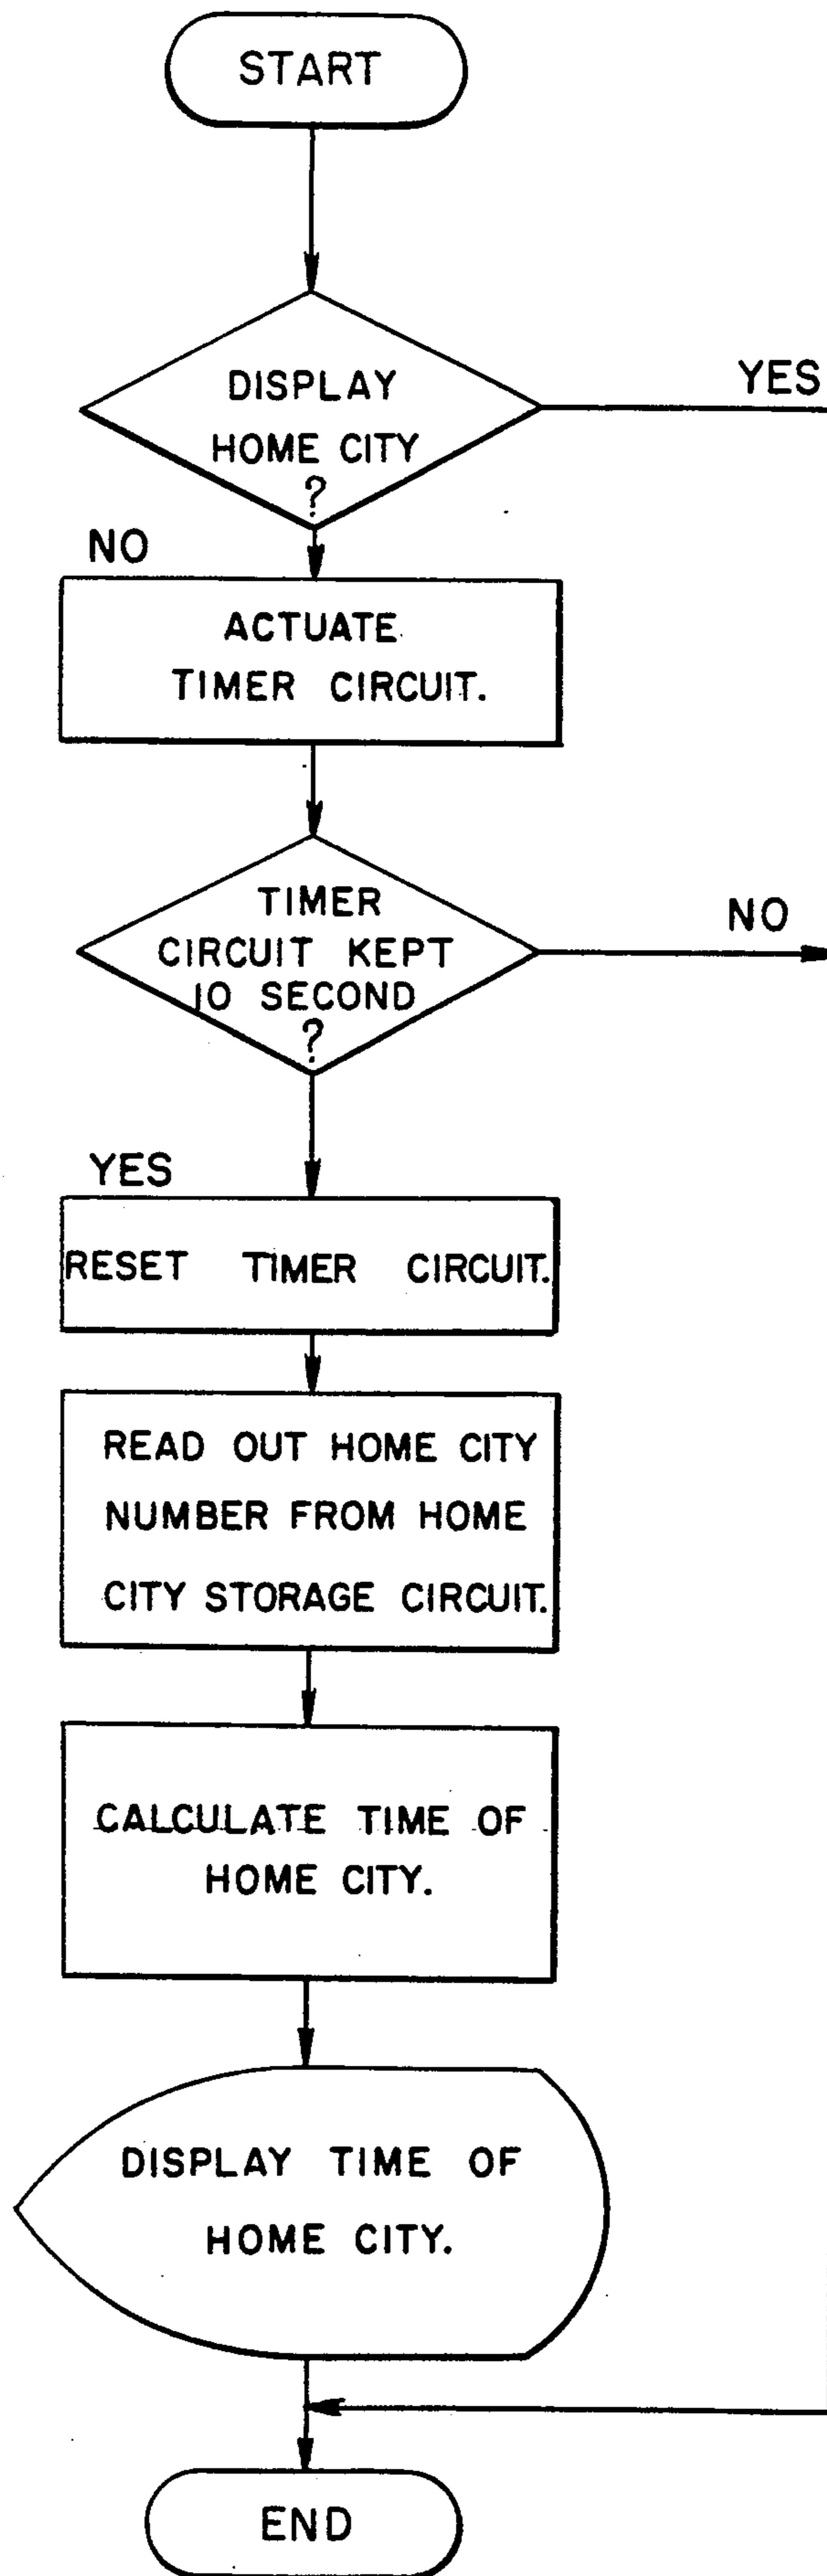 START
DISPLAY
HOME CITY
?
YES
NO
ACTUATE
TIMER CIRCUIT.
TIMER
CIRCUIT KEPT
10 SECOND
?
NO
YES
RESET TIMER CIRCUIT.
READ OUT HOME CITY
NUMBER FROM HOME
CITY STORAGE CIRCUIT.
CALCULATE TIME OF
HOME CITY.
DISPLAY TIME OF
HOME CITY.
END